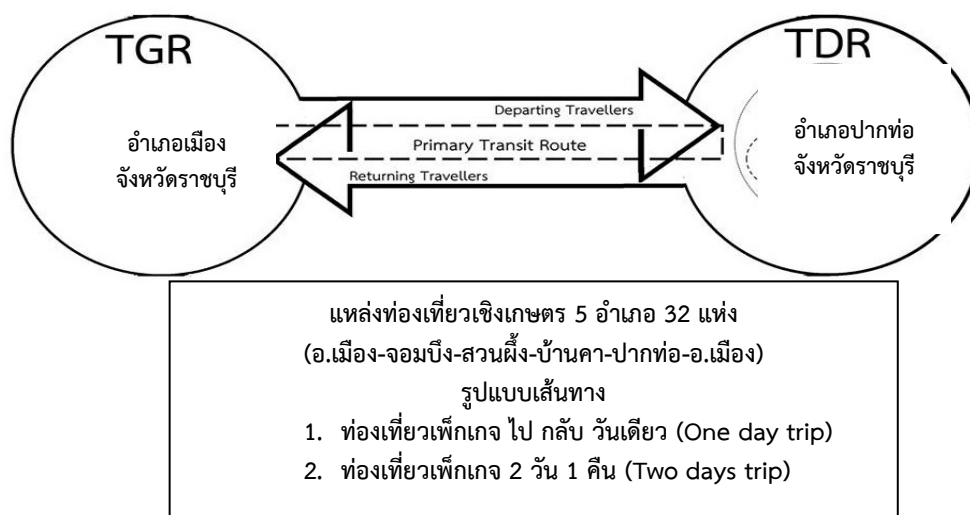 TGR
TDR
Departing Travellers
อำเภอเมือง
จังหวัดราชบุรี
Primary Transit Route
อำเภอปากท่อ
จังหวัดราชบุรี
Returning Travellers
แหล่งท่องเที่ยวเชิงเกษตร 5 อำเภอ 32 แห่ง
(อ.เมือง-จอมบึง-สวนผึ้ง-บ้านคา-ปากท่อ-อ.เมือง)
รูปแบบเส้นทาง
1. ท่องเที่ยวเพ็กเกจ ไป กลับ วันเดียว (One day trip)
2. ท่องเที่ยวเพ็กเกจ 2 วัน 1 คืน (Two days trip)